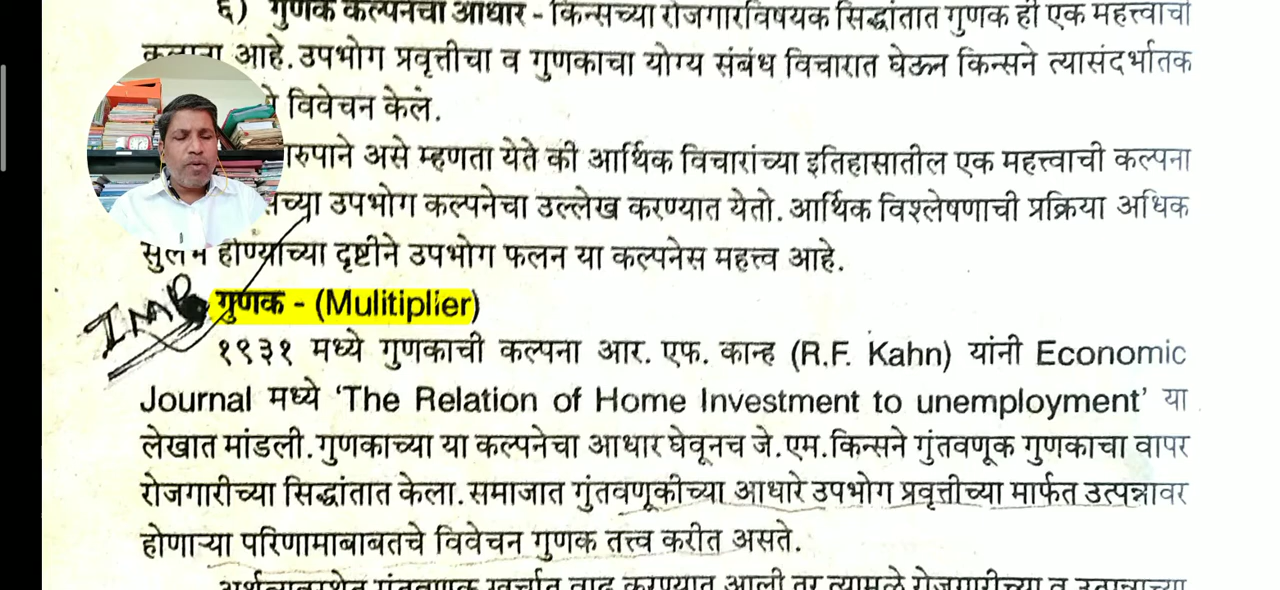 ६) गुणक कल्पनेचा आधार - किन्सच्या रोजगारविषयक सिद्धांतात गुणक ही एक महत्त्वाची
आहे. उपभोग प्रवृत्तीचा व गुणकाचा योग्य संबंध विचारात घेऊन किन्सने त्यासंदर्भातक
विवेचन केलं.
असे म्हणता येते की आर्थिक विचारांच्या इतिहासातील एक महत्त्वाची कल्पना
उपभोग कल्पनेचा उल्लेख करण्यात येतो. आर्थिक विश्लेषणाची प्रक्रिया अधिक
सुलभ होण्याच्या दृष्टीने उपभोग फलन या कल्पनेस महत्त्व आहे.
IMP गुणक - (Mulitiplier)
१९३१ मध्ये गुणकाची कल्पना आर. एफ. कान्ह (R.F. Kahn) यांनी Economic
Journal मध्ये ‘The Relation of Home Investment to unemployment’ या
लेखात मांडली. गुणकाच्या या कल्पनेचा आधार घेवूनच जे.एम.किन्सने गुंतवणूक गुणकाचा वापर
रोजगारीच्या सिद्धांतात केला. समाजात गुंतवणूकीच्या आधारे उपभोग प्रवृत्तीच्या मार्फत उत्पन्नावर
होणाऱ्या परिणामाबाबतचे विवेचन गुणक तत्त्व करीत असते.